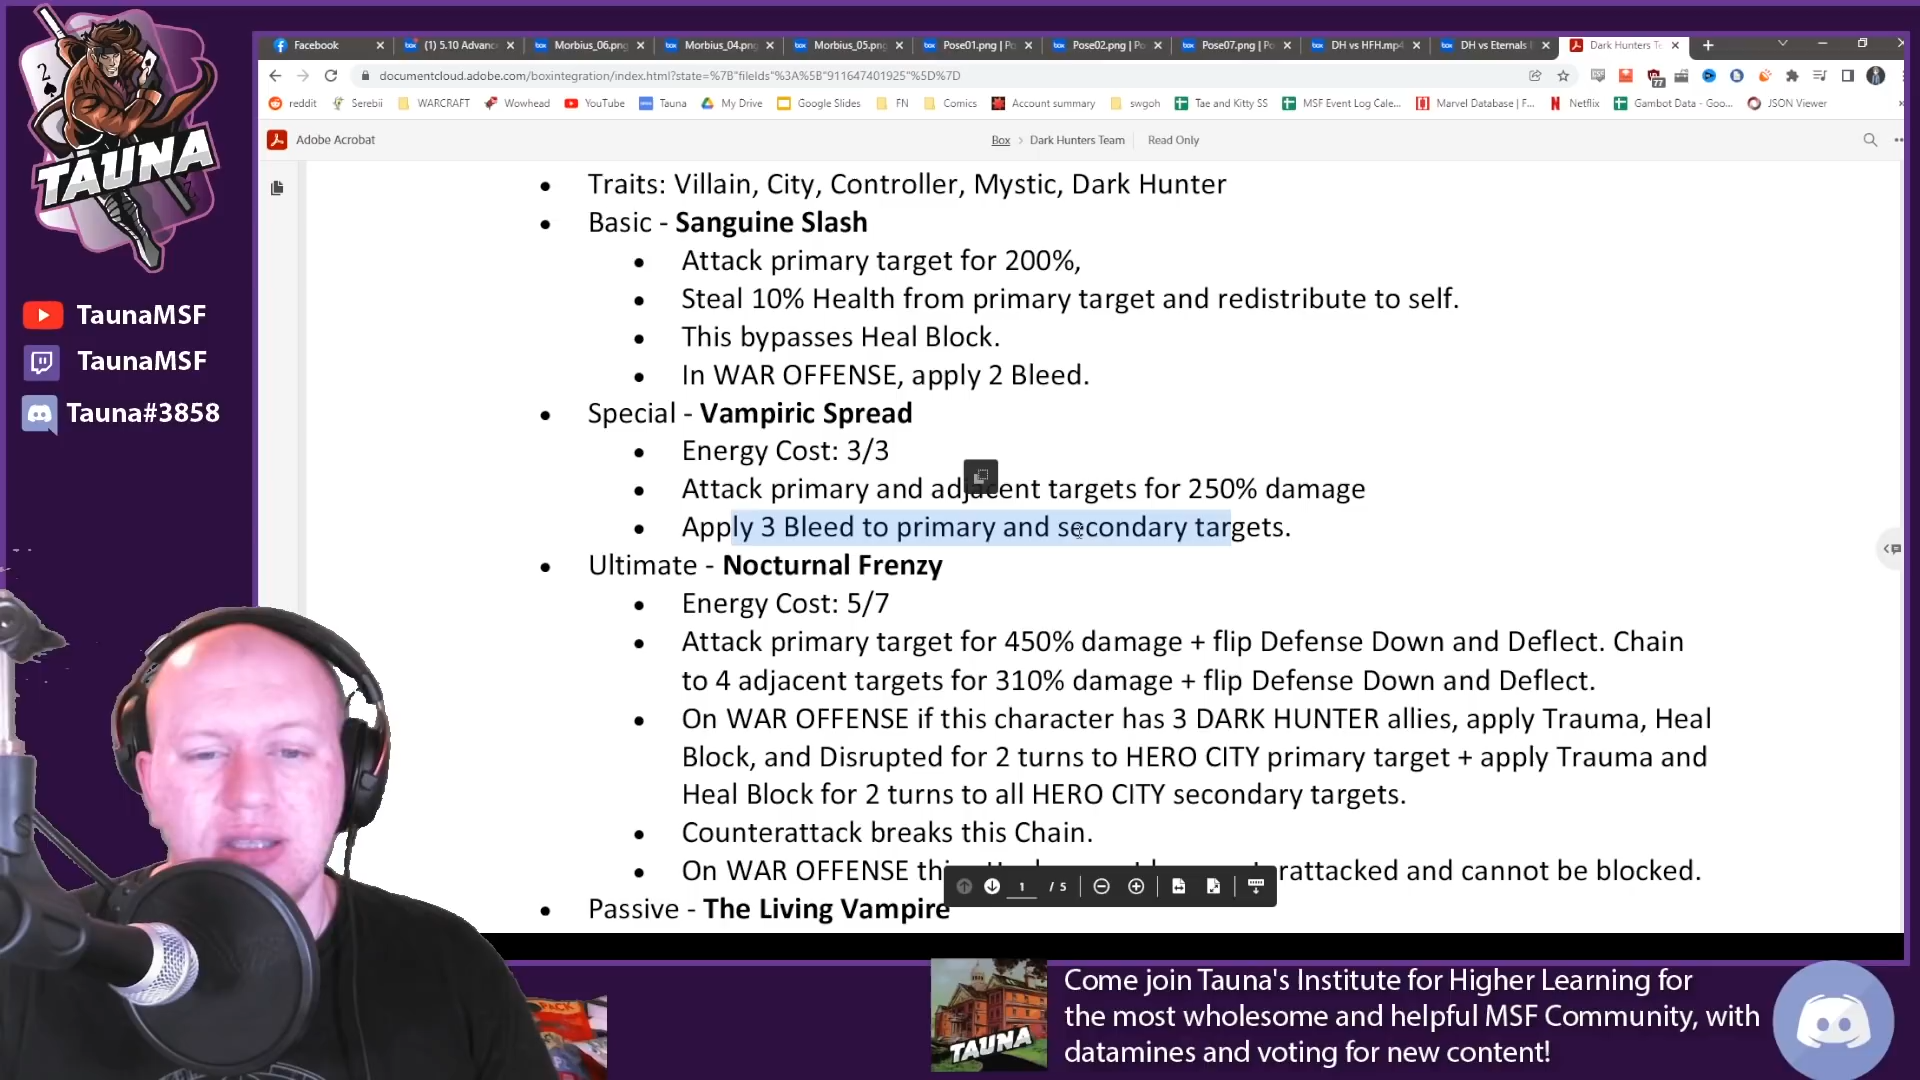 TAUNA
TaunaMSF
TaunaMSF
Tauna#3858
Facebook
(1) 5.10 Advanc
Morbius_06.png
Morbius_04.png
Morbius_05.png
Pose01.png | Po
Pose02.png | Po
Pose07.png | Po
DH vs HFH.mp4
DH vs Eternals
Dark Hunters Te
documentcloud.adobe.com/boxintegration/index.html?state=%7B"fileIds"%3A%5B"911647401925"%5D%7D
reddit
Serebii
WARCRAFT
Wowhead
YouTube
Tauna
My Drive
Google Slides
FN
Comics
Account summary
swgoh
Tae and Kitty SS
MSF Event Log Cale...
Marvel Database | F...
Netflix
Gambot Data - Goo...
JSON Viewer
Adobe Acrobat
Box > Dark Hunters Team
Read Only
• Traits: Villain, City, Controller, Mystic, Dark Hunter
• Basic - Sanguine Slash
• Attack primary target for 200%,
• Steal 10% Health from primary target and redistribute to self.
• This bypasses Heal Block.
• In WAR OFFENSE, apply 2 Bleed.
• Special - Vampiric Spread
• Energy Cost: 3/3
• Attack primary and adjacent targets for 250% damage
• Apply 3 Bleed to primary and secondary targets.
• Ultimate - Nocturnal Frenzy
• Energy Cost: 5/7
• Attack primary target for 450% damage + flip Defense Down and Deflect. Chain
to 4 adjacent targets for 310% damage + flip Defense Down and Deflect.
• On WAR OFFENSE if this character has 3 DARK HUNTER allies, apply Trauma, Heal
Block, and Disrupted for 2 turns to HERO CITY primary target + apply Trauma and
Heal Block for 2 turns to all HERO CITY secondary targets.
• Counterattack breaks this Chain.
• On WAR OFFENSE and cannot be blocked.
1 / 5
• Passive - The Living Vampire
TAUNA
Come join Tauna's Institute for Higher Learning for
the most wholesome and helpful MSF Community, with
datamines and voting for new content!